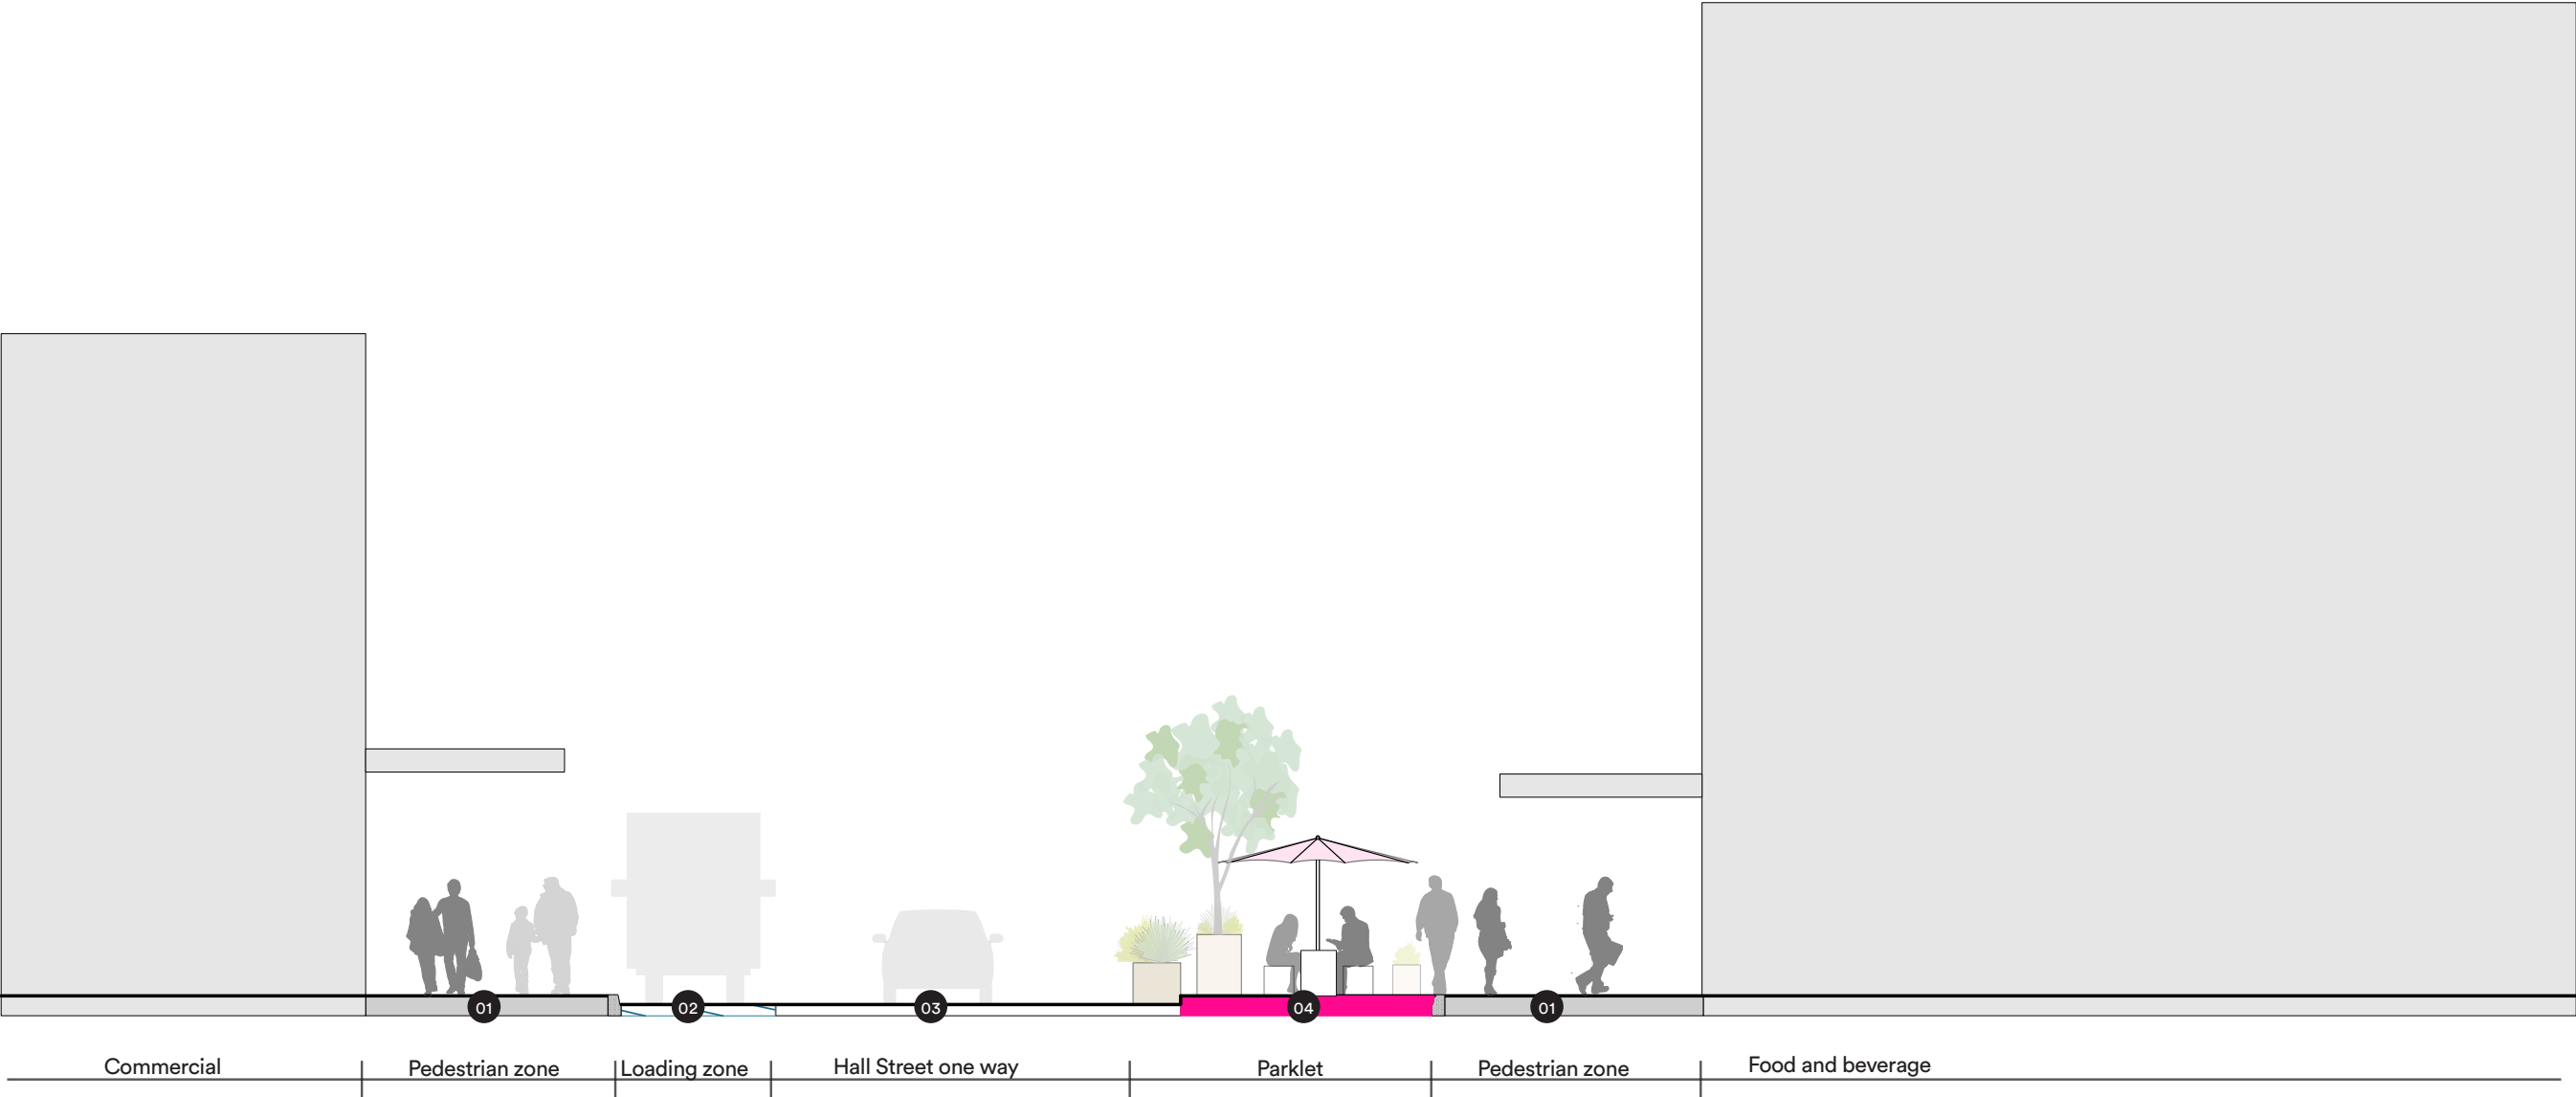 01
02
03
04
01
Commercial
Pedestrian zone
Loading zone
Hall Street one way
Parklet
Pedestrian zone
Food and beverage